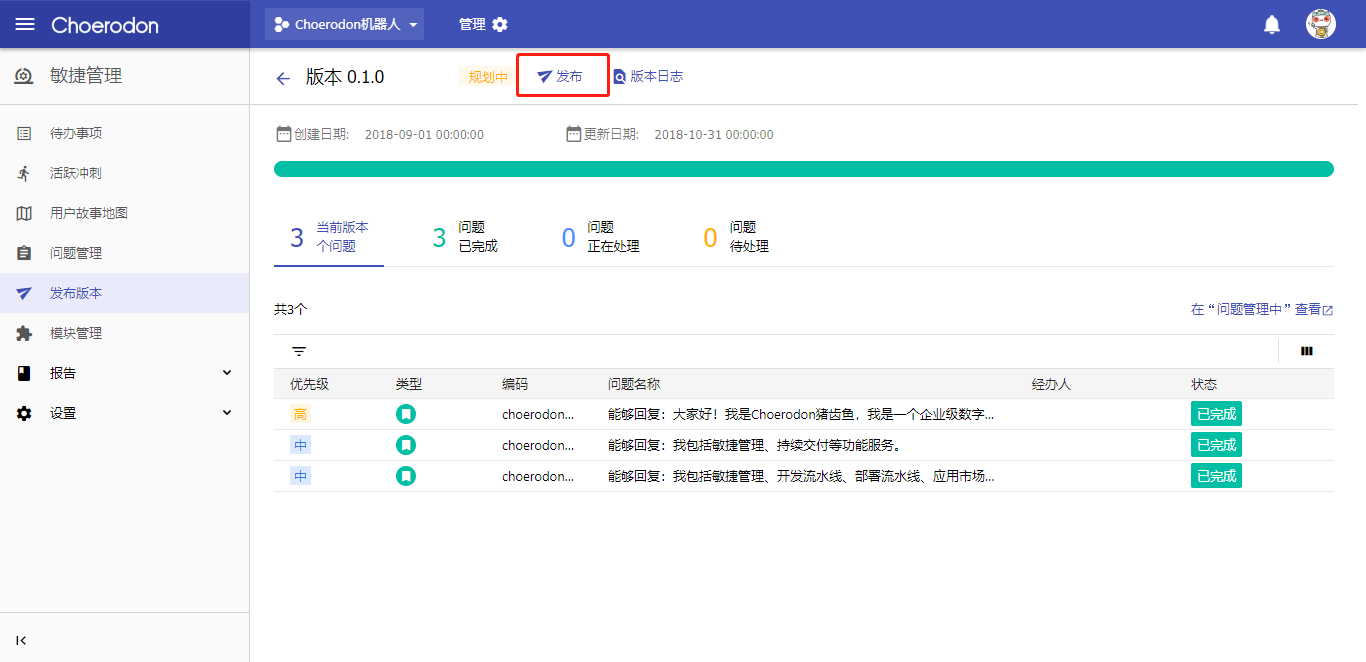 Choerodon
Choerodon机器人
管理
敏捷管理
待办事项
活跃冲刺
用户故事地图
问题管理
发布版本
模块管理
报告
设置
版本 0.1.0
规划中
发布
版本日志
创建日期: 2018-09-01 00:00:00
更新日期: 2018-10-31 00:00:00
3 当前版本
个问题
3 问题
已完成
0 问题
正在处理
0 问题
待处理
共3个
在“问题管理中”查看
优先级 类型 编码 问题名称 经办人 状态
高 choerodon... 能够回复：大家好！我是Choerodon猪齿鱼，我是一个企业级数字... 已完成
中 choerodon... 能够回复：我包括敏捷管理、持续交付等功能服务。 已完成
中 choerodon... 能够回复：我包括敏捷管理、开发流水线、部署流水线、应用市场... 已完成